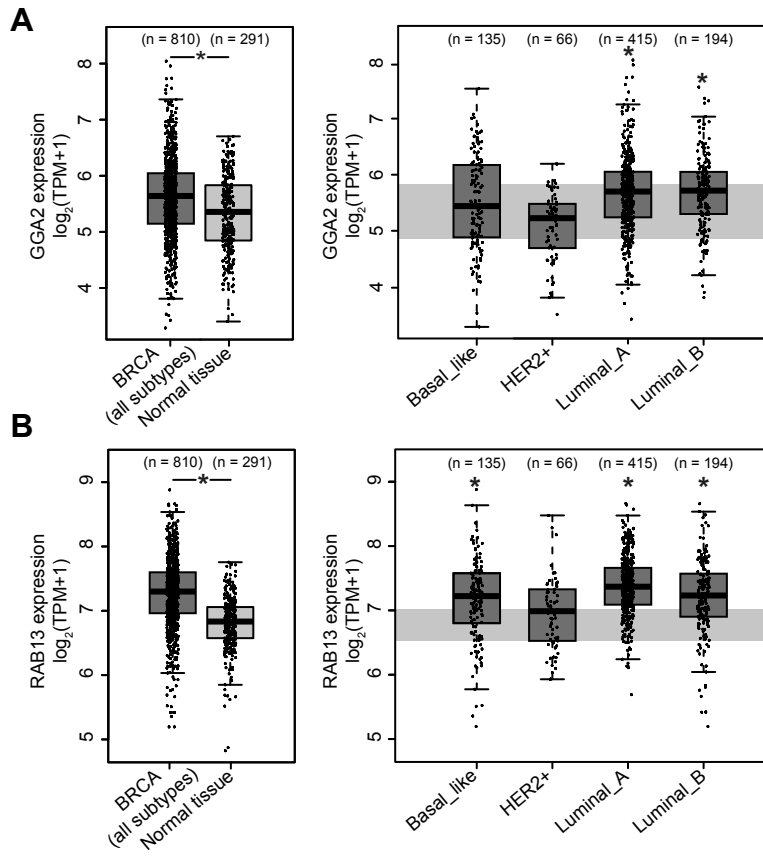 A
(n = 810) (n = 291)
*
GGA2 expression
log2(TPM+1)
8
7
6
5
4
BRCA
(all subtypes)
Normal tissue
(n = 135) (n = 66) (n = 415) (n = 194)
* *
GGA2 expression
log2(TPM+1)
8
7
6
5
4
Basal_like
HER2+
Luminal_A
Luminal_B
B
(n = 810) (n = 291)
*
RAB13 expression
log2(TPM+1)
9
8
7
6
5
BRCA
(all subtypes)
Normal tissue
(n = 135) (n = 66) (n = 415) (n = 194)
* * *
RAB13 expression
log2(TPM+1)
9
8
7
6
5
Basal_like
HER2+
Luminal_A
Luminal_B